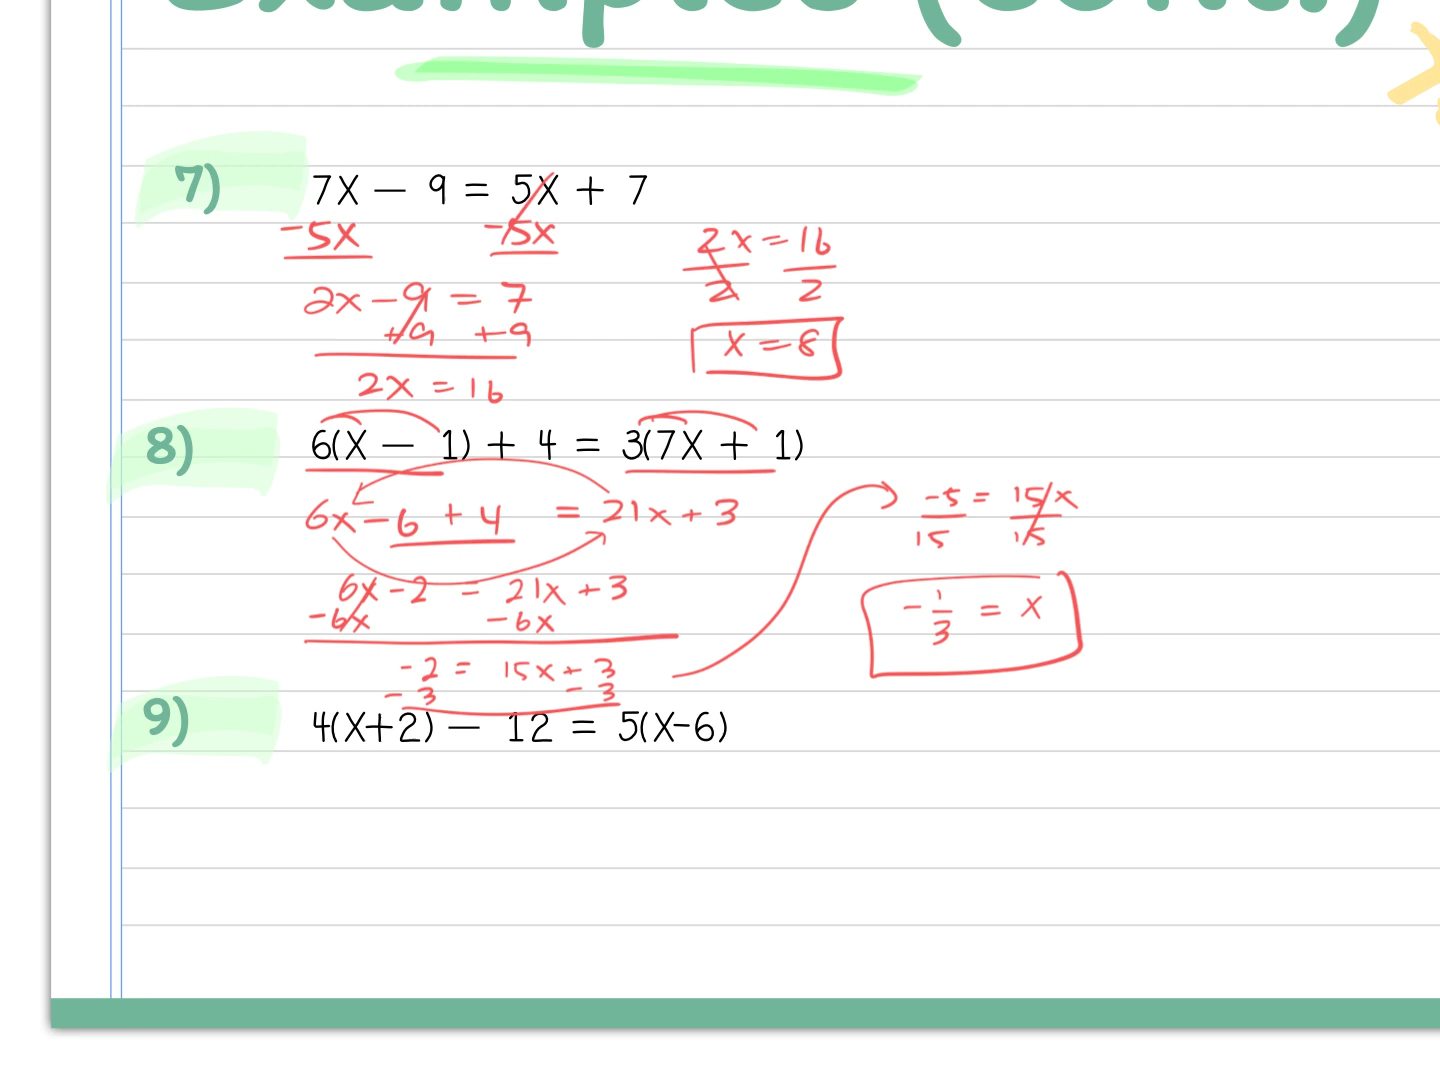 Examples (cont.)
7) 7x − 9 = 5x + 7
-5x -5x
2x - 9 = 7
+9 +9
2x = 16
2x = 16
2 2
x = 8
8) 6(x − 1) + 4 = 3(7x + 1)
6x - 6 + 4 = 21x + 3
6x - 2 = 21x + 3
-6x -6x
-2 = 15x + 3
-3 -3
-5 = 15x
15 15
-1/3 = x
9) 4(x+2) − 12 = 5(x-6)